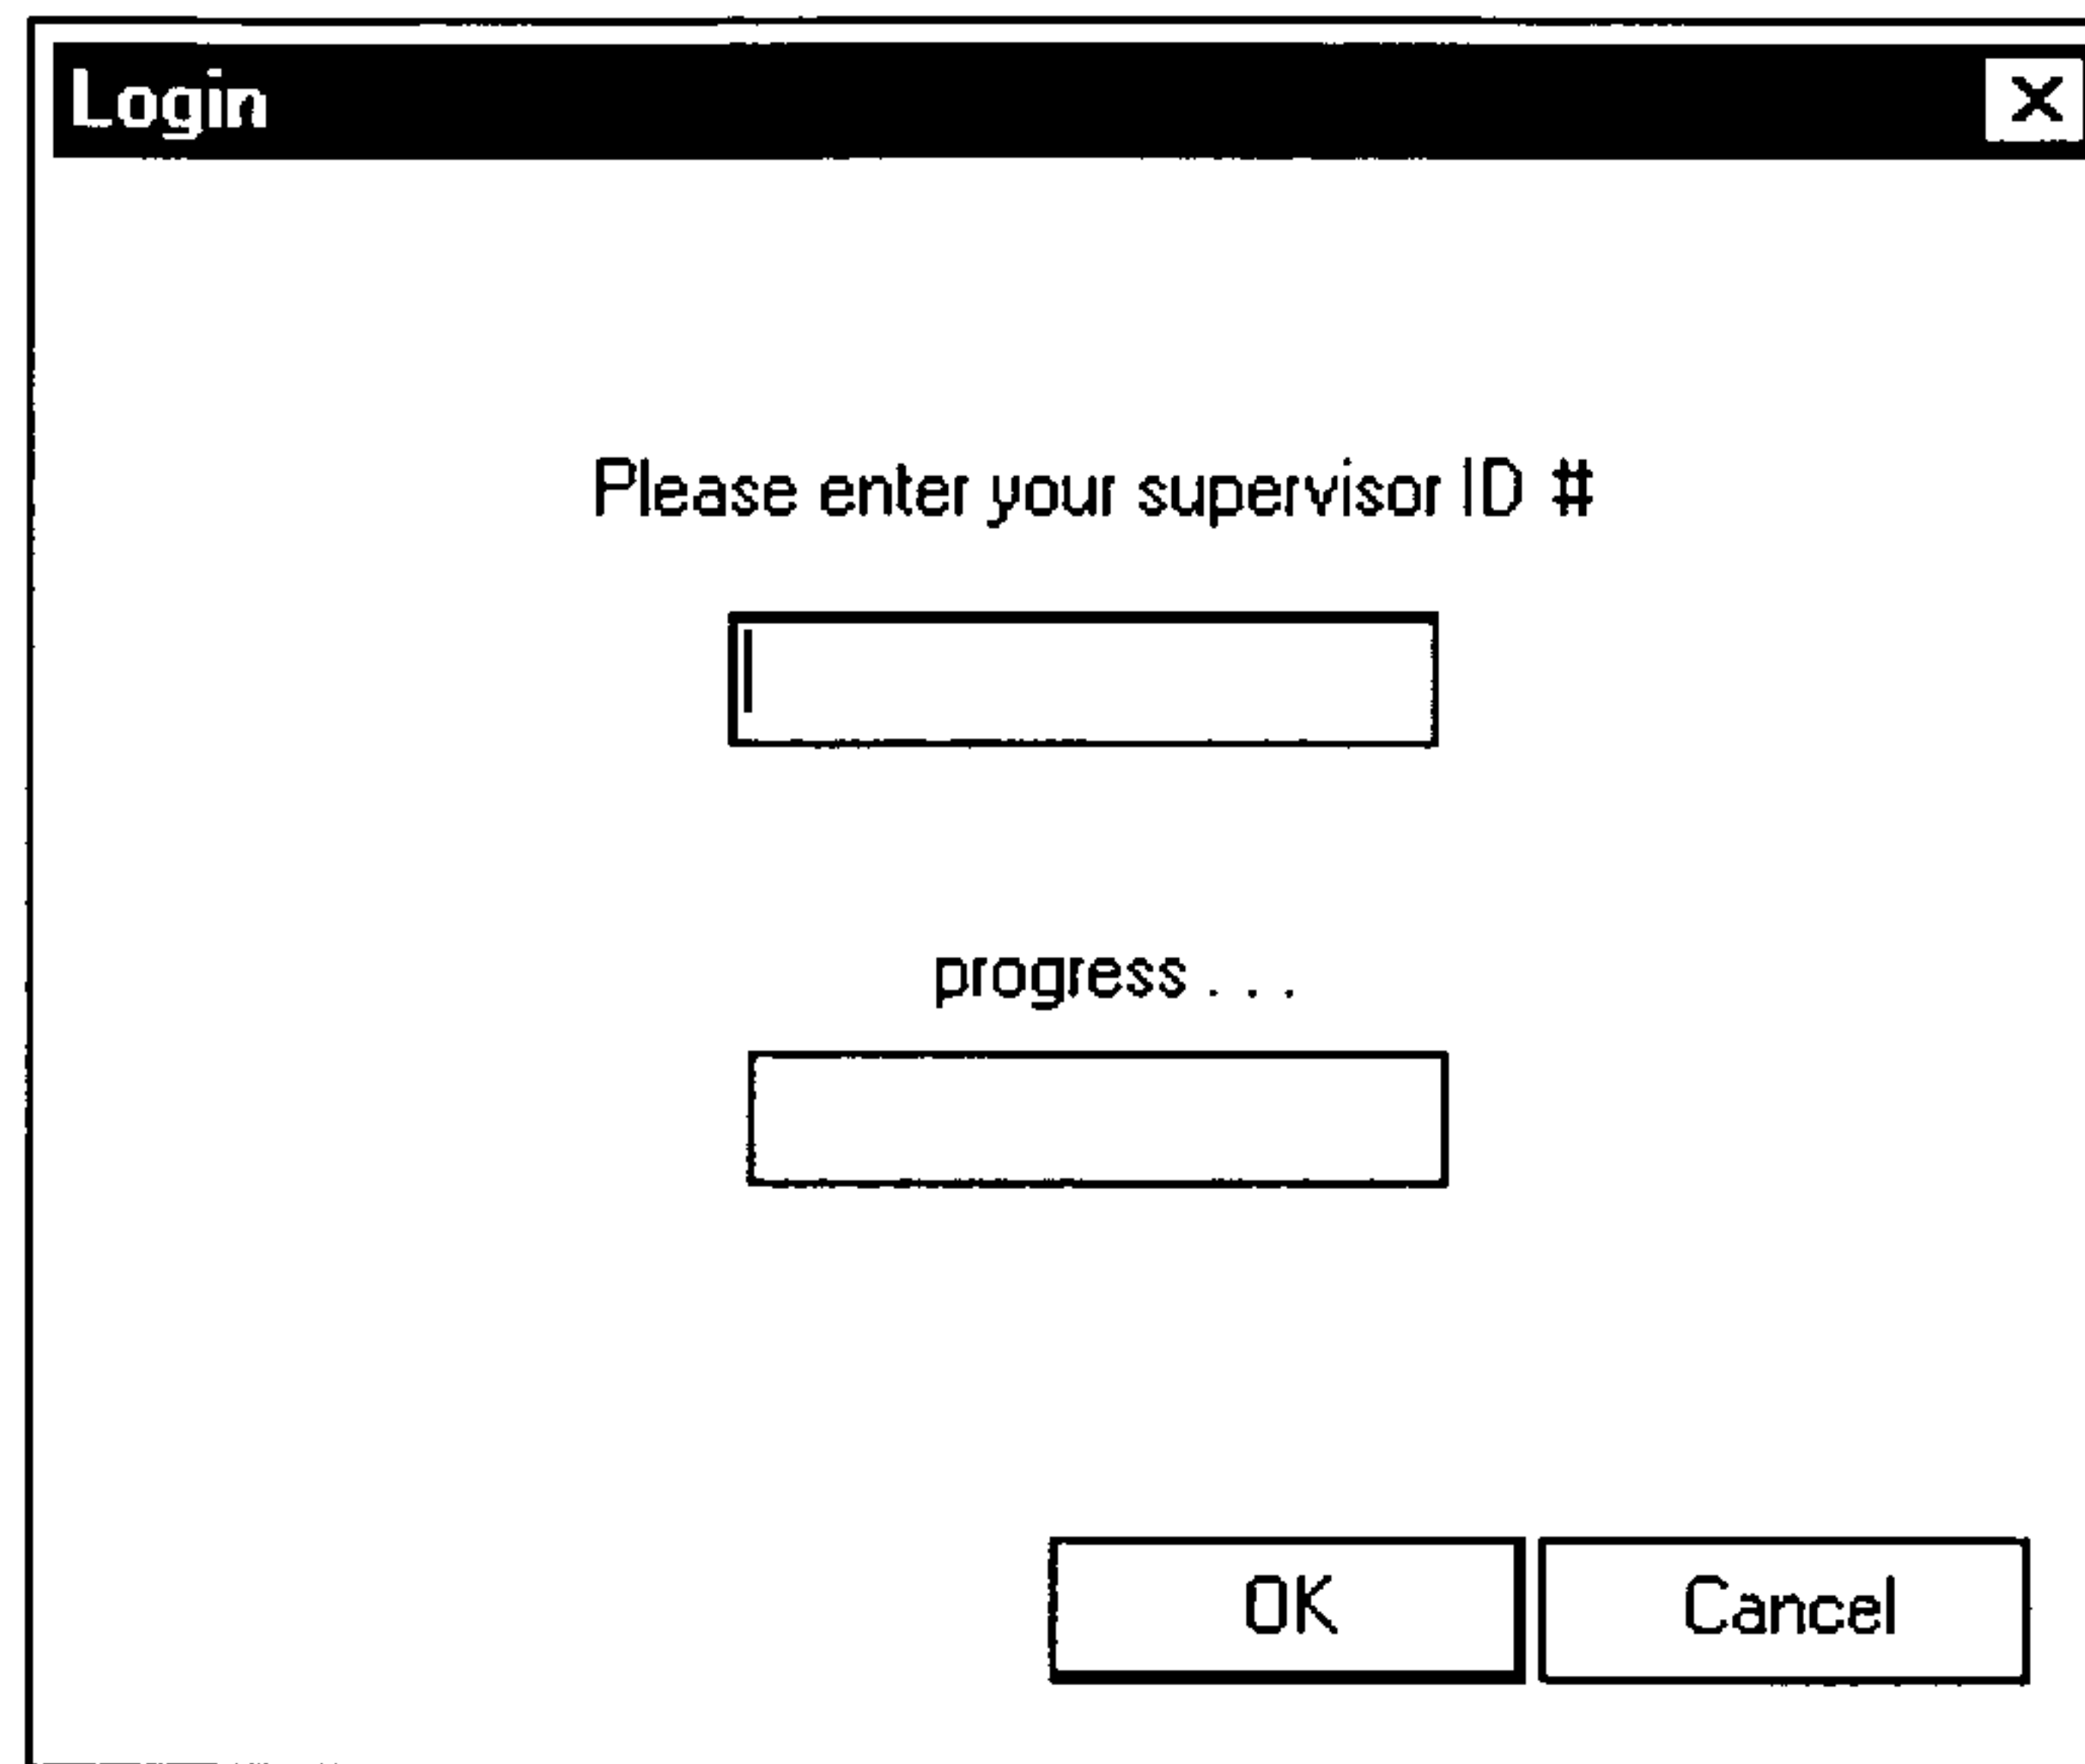 Login
Please enter your supervisor ID #
progress . . .
OK
Cancel